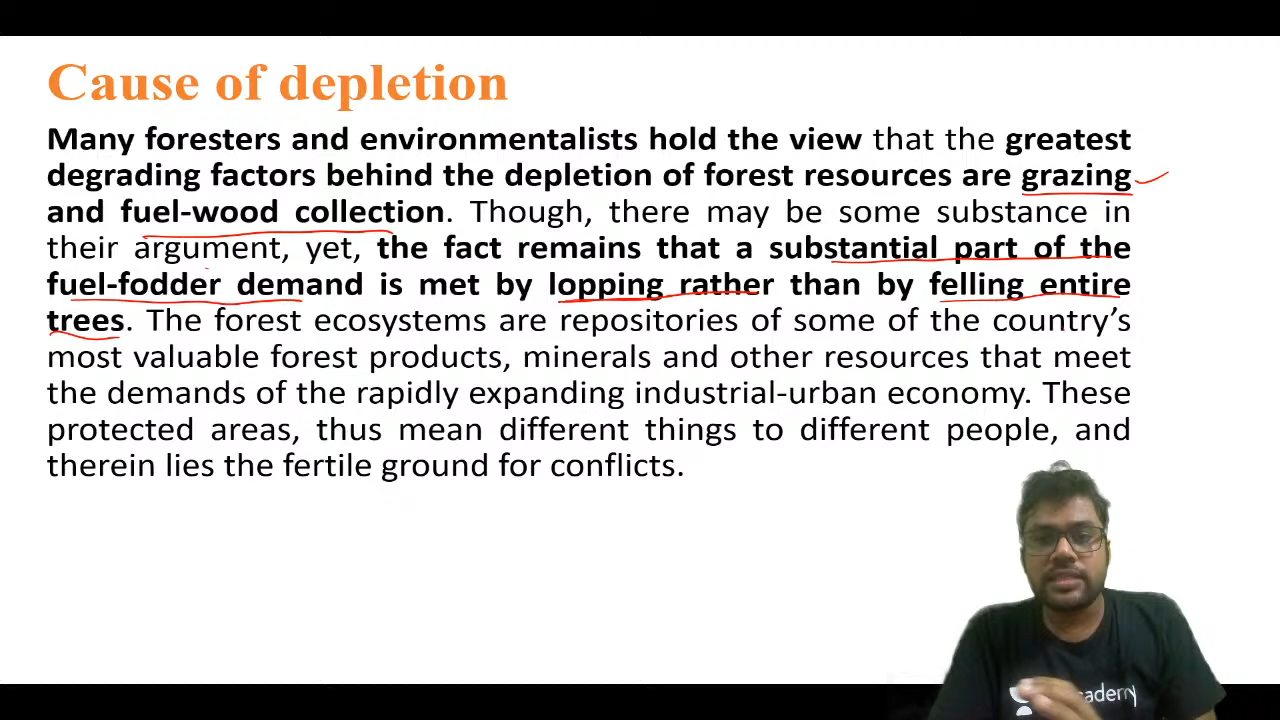 Cause of depletion
Many foresters and environmentalists hold the view that the greatest
degrading factors behind the depletion of forest resources are grazing
and fuel-wood collection. Though, there may be some substance in
their argument, yet, the fact remains that a substantial part of the
fuel-fodder demand is met by lopping rather than by felling entire
trees. The forest ecosystems are repositories of some of the country’s
most valuable forest products, minerals and other resources that meet
the demands of the rapidly expanding industrial-urban economy. These
protected areas, thus mean different things to different people, and
therein lies the fertile ground for conflicts.